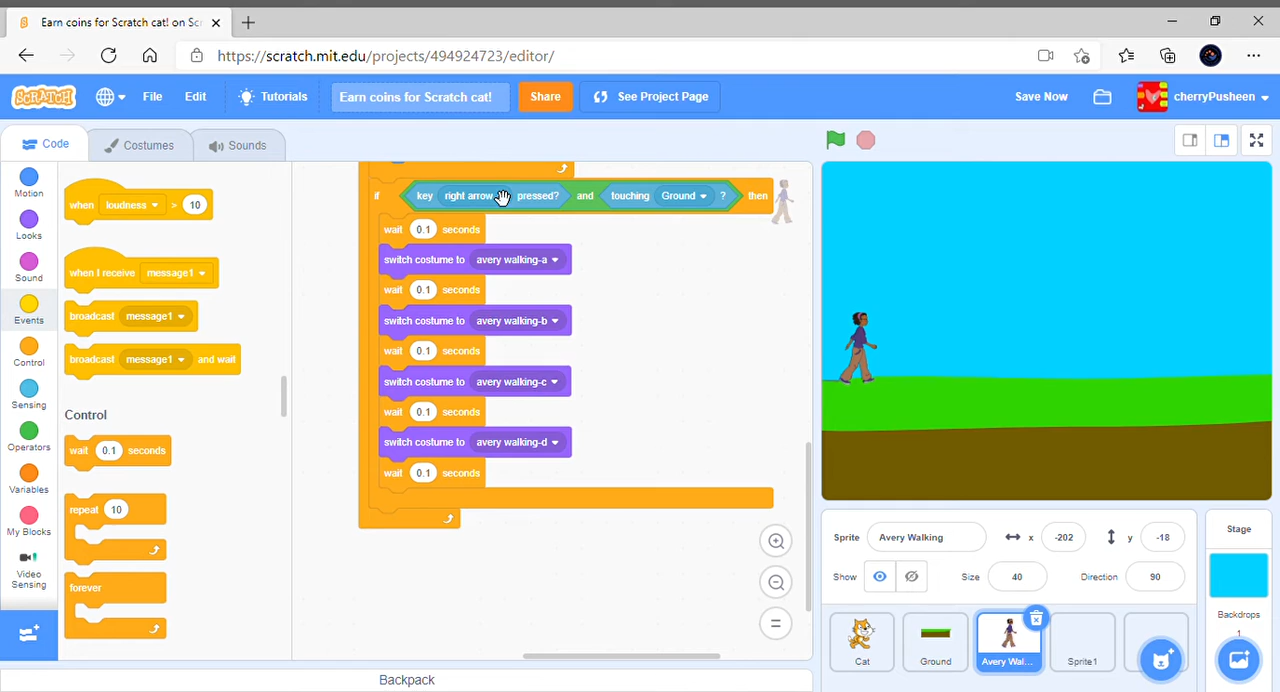 Earn coins for Scratch cat! on Scr
https://scratch.mit.edu/projects/494924723/editor/
SCRATCH File Edit Tutorials Earn coins for Scratch cat! Share See Project Page Save Now cherryPusheen
Code Costumes Sounds
Motion
Looks
Sound
Events
Control
Sensing
Operators
Variables
My Blocks
Video
Sensing
when loudness > 10
when I receive message1
broadcast message1
broadcast message1 and wait
Control
wait 0.1 seconds
repeat 10
forever
if key right arrow pressed? and touching Ground ? then
wait 0.1 seconds
switch costume to avery walking-a
wait 0.1 seconds
switch costume to avery walking-b
wait 0.1 seconds
switch costume to avery walking-c
wait 0.1 seconds
switch costume to avery walking-d
wait 0.1 seconds
Sprite Avery Walking x -202 y -18
Show Size 40 Direction 90
Cat Ground Avery Wal... Sprite1
Stage
Backdrops
1
Backpack